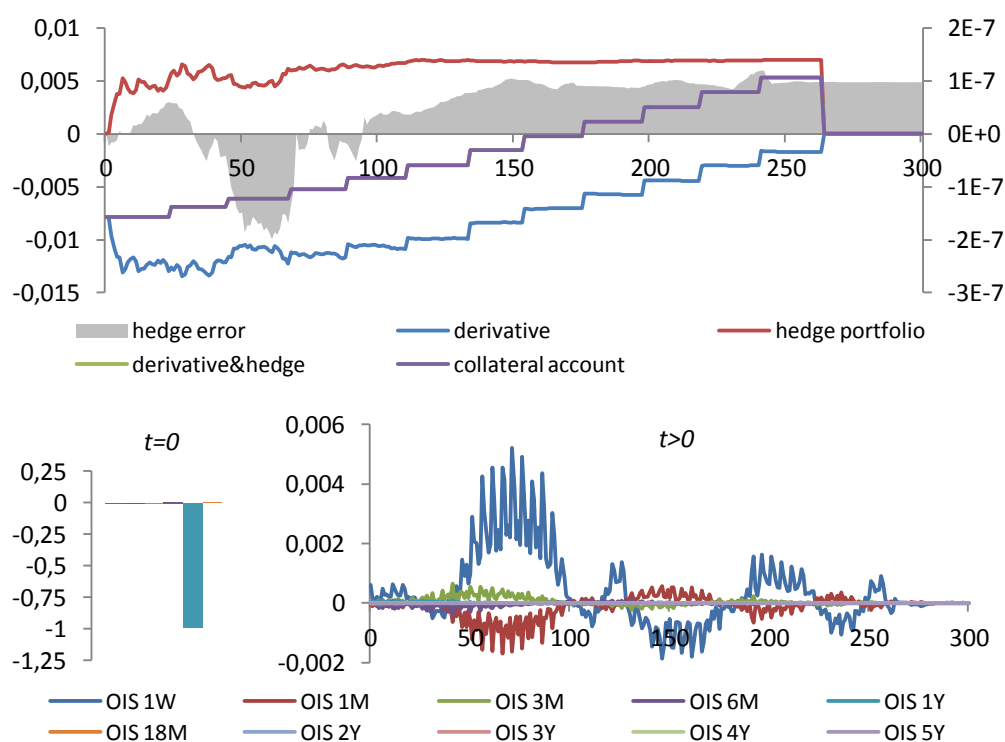 0,01
0,005
0
-0,005
-0,01
-0,015
2E-7
1E-7
0E+0
-1E-7
-2E-7
-3E-7
0 50 100 150 200 250 300
hedge error derivative hedge portfolio
derivative&hedge collateral account
t=0
0,25
0
-0,25
-0,5
-0,75
-1
-1,25
t>0
0,006
0,004
0,002
0
-0,002
0 50 100 150 200 250 300
OIS 1W OIS 1M OIS 3M OIS 6M OIS 1Y
OIS 18M OIS 2Y OIS 3Y OIS 4Y OIS 5Y